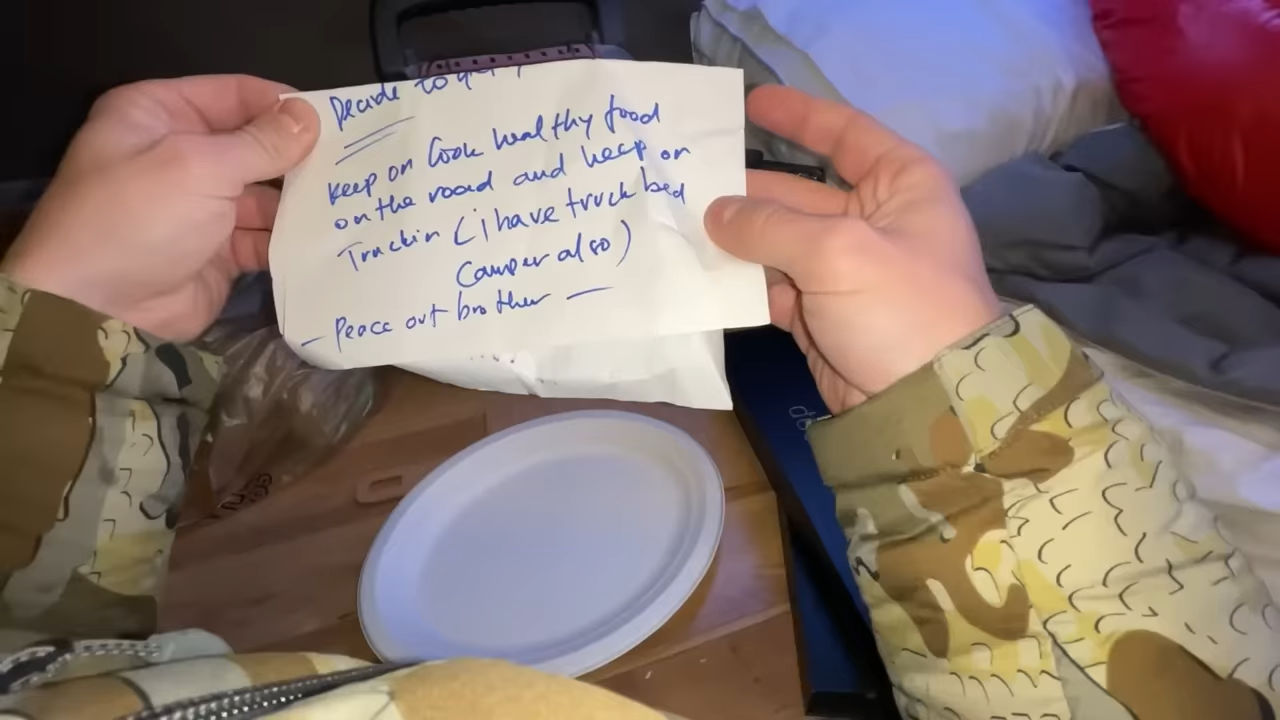 Decide to
keep on Cook healthy food
on the road and keep on
Truckin (i have truck bed
Camper also)
— Peace out brother —